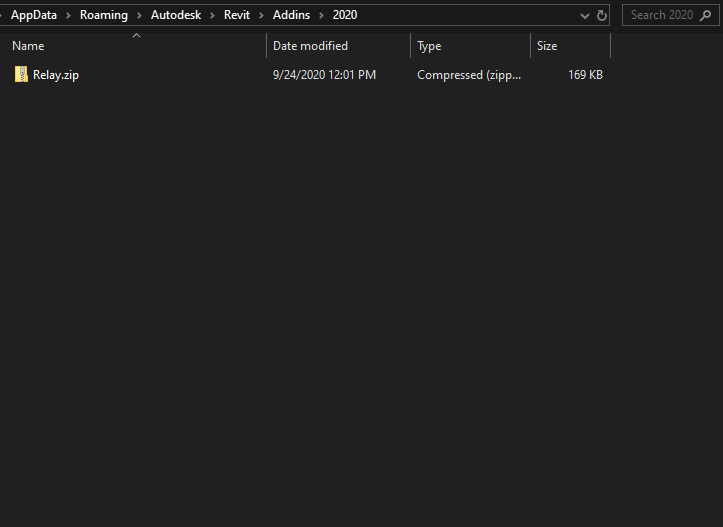 AppData > Roaming > Autodesk > Revit > Addins > 2020 Search 2020
Name Date modified Type Size
Relay.zip 9/24/2020 12:01 PM Compressed (zipp... 169 KB